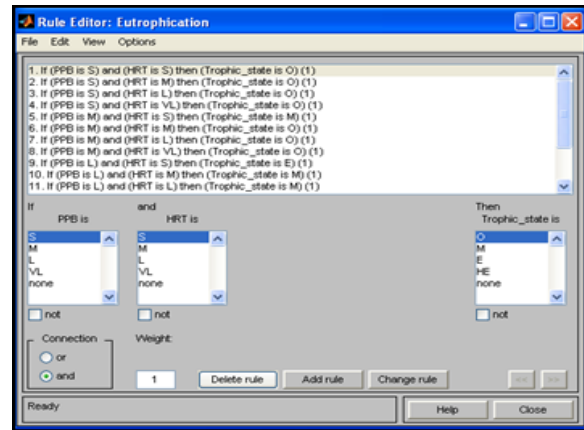 Rule Editor: Eutrophication
File Edit View Options
1. If (PPB is S) and (HRT is S) then (Trophic_state is O) (1)
2. If (PPB is S) and (HRT is M) then (Trophic_state is O) (1)
3. If (PPB is S) and (HRT is L) then (Trophic_state is O) (1)
4. If (PPB is S) and (HRT is VL) then (Trophic_state is O) (1)
5. If (PPB is M) and (HRT is S) then (Trophic_state is M) (1)
6. If (PPB is M) and (HRT is M) then (Trophic_state is O) (1)
7. If (PPB is M) and (HRT is L) then (Trophic_state is O) (1)
8. If (PPB is M) and (HRT is VL) then (Trophic_state is O) (1)
9. If (PPB is L) and (HRT is S) then (Trophic_state is E) (1)
10. If (PPB is L) and (HRT is M) then (Trophic_state is M) (1)
11. If (PPB is L) and (HRT is L) then (Trophic_state is M) (1)
If and Then
PPB is HRT is Trophic_state is
S S O
M M M
L L E
VL VL HE
none none none
not not not
Connection Weight:
or
and 1 Delete rule Add rule Change rule << >>
Ready Help Close